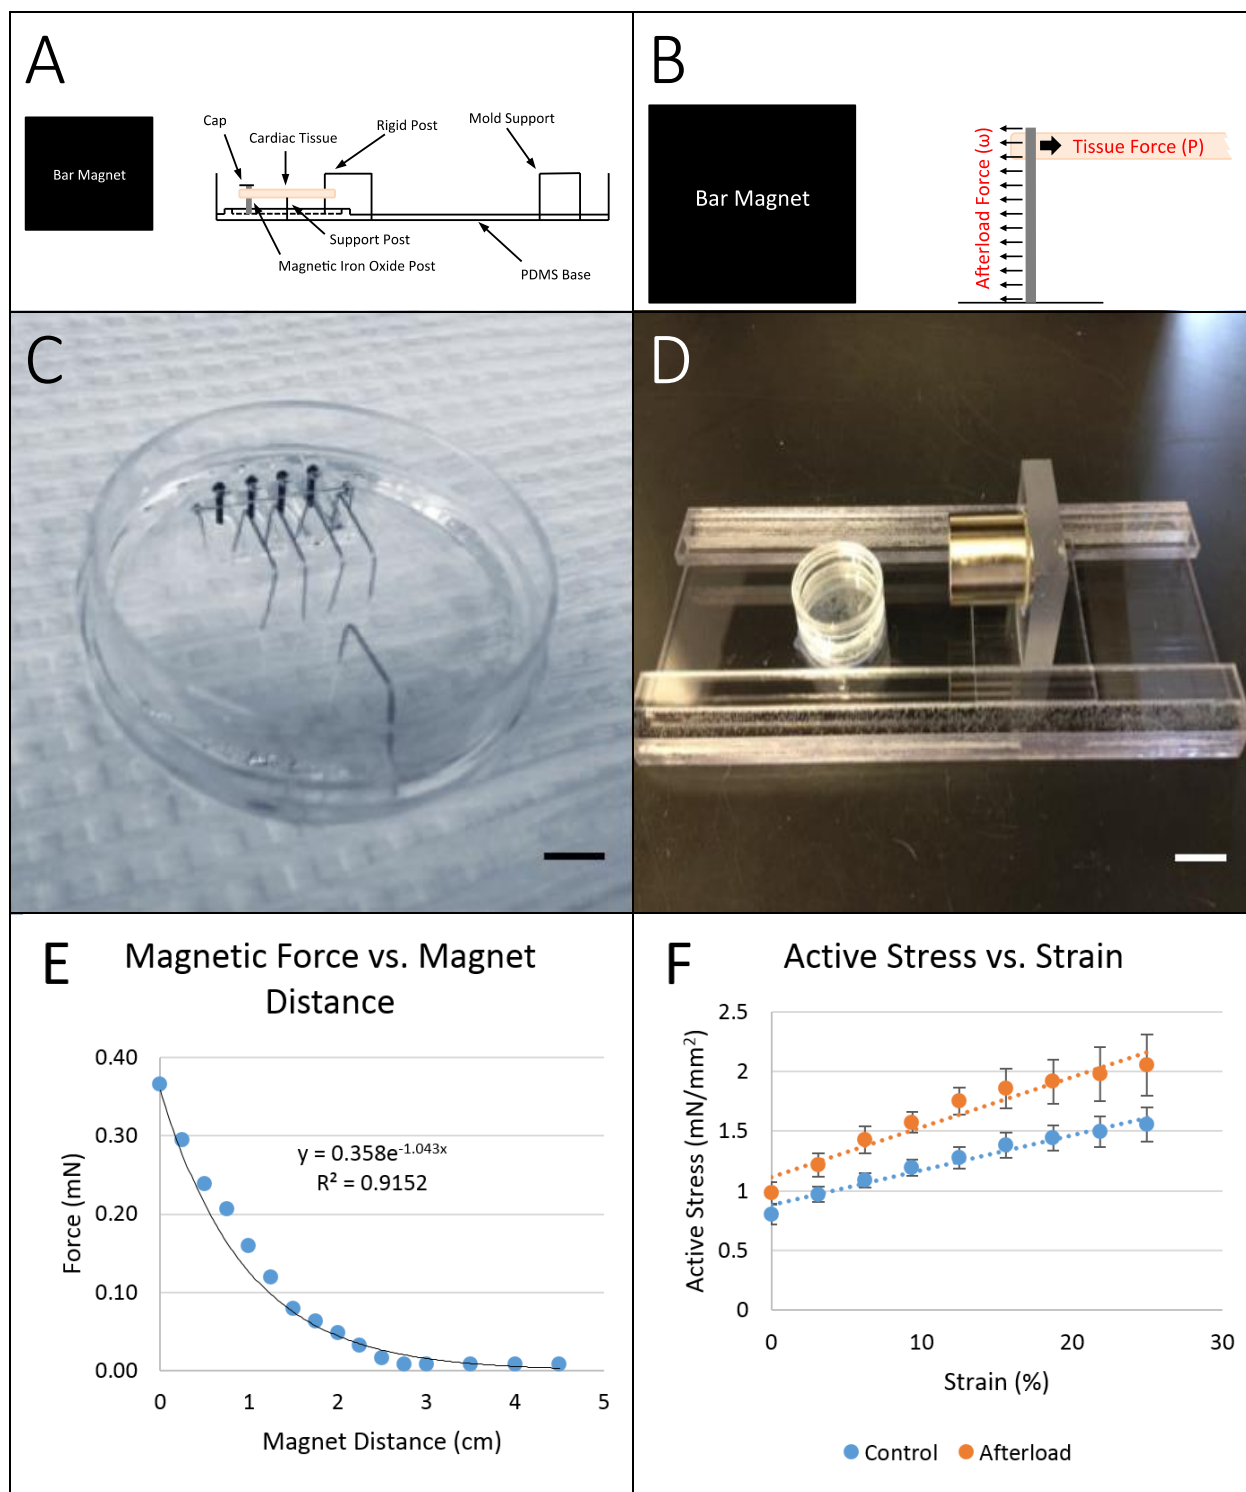 A
Bar Magnet
Cap
Cardiac Tissue
Rigid Post
Mold Support
Support Post
Magnetic Iron Oxide Post
PDMS Base
B
Bar Magnet
Afterload Force (ω)
Tissue Force (P)
C
D
E
Magnetic Force vs. Magnet
Distance
Force (mN)
0.40
0.30
0.20
0.10
0.00
y = 0.358e^-1.043x
R² = 0.9152
0 1 2 3 4 5
Magnet Distance (cm)
F
Active Stress vs. Strain
Active Stress (mN/mm²)
2.5
2
1.5
1
0.5
0
0 10 20 30
Strain (%)
Control Afterload